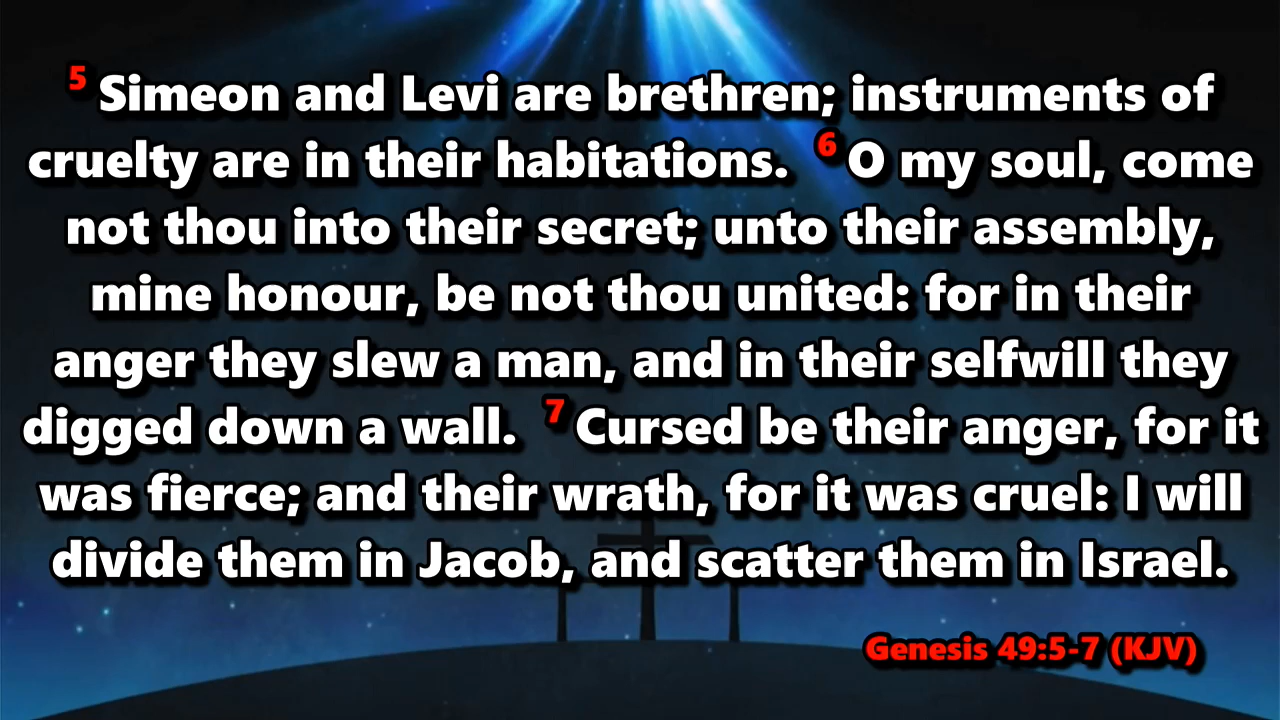 5 Simeon and Levi are brethren; instruments of
cruelty are in their habitations. 6 O my soul, come
not thou into their secret; unto their assembly,
mine honour, be not thou united: for in their
anger they slew a man, and in their selfwill they
digged down a wall. 7 Cursed be their anger, for it
was fierce; and their wrath, for it was cruel: I will
divide them in Jacob, and scatter them in Israel.
Genesis 49:5-7 (KJV)